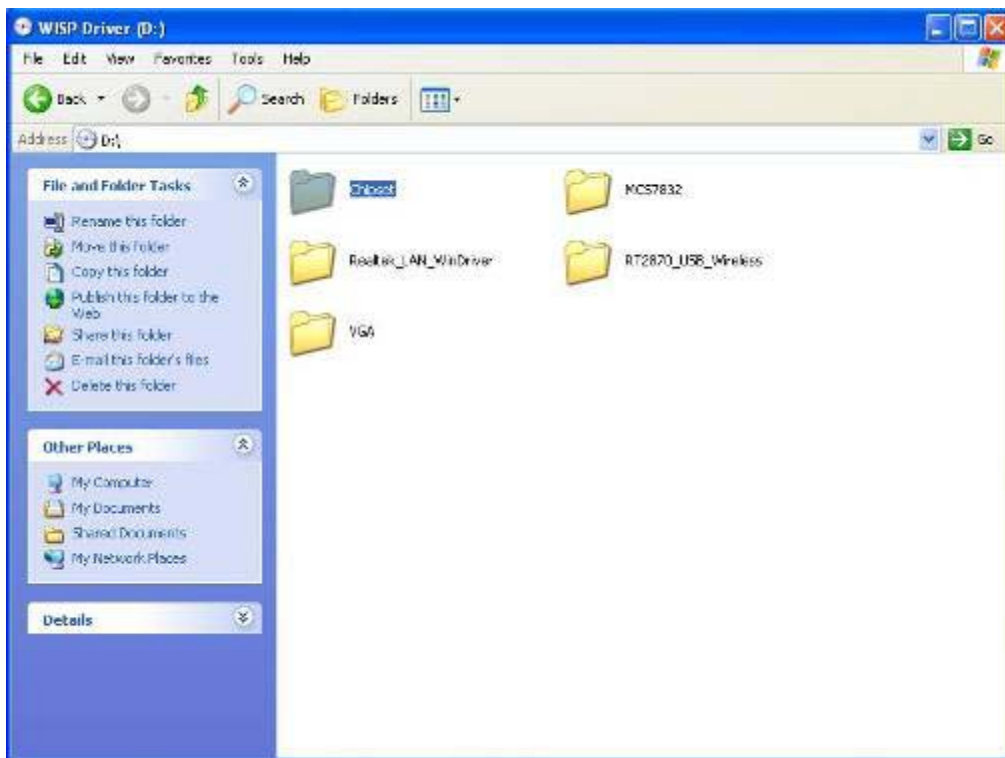 WISP Driver (D:)
File Edit View Favorites Tools Help
Back Search Folders
Address D:\ Go
File and Folder Tasks
Rename this folder
Move this folder
Copy this folder
Publish this folder to the
Web
Share this folder
E-mail this folder's files
Delete this folder
Other Places
My Computer
My Documents
Shared Documents
My Network Places
Details
Chipset
MCS7832
Realtek_LAN_WinDriver
RT2870_USB_Wireless
VGA